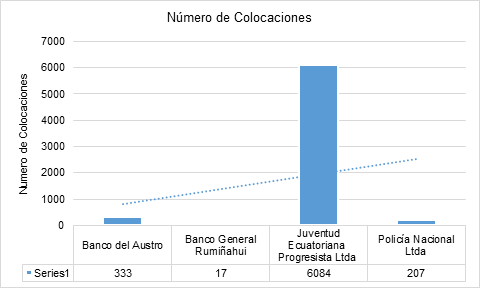 Número de Colocaciones
Numero de Colocaciones
7000
6000
5000
4000
3000
2000
1000
0
Banco del Austro
Banco General
Rumiñahui
Juventud
Ecuatoriana
Progresista Ltda
Policía Nacional
Ltda
Series1 333 17 6084 207